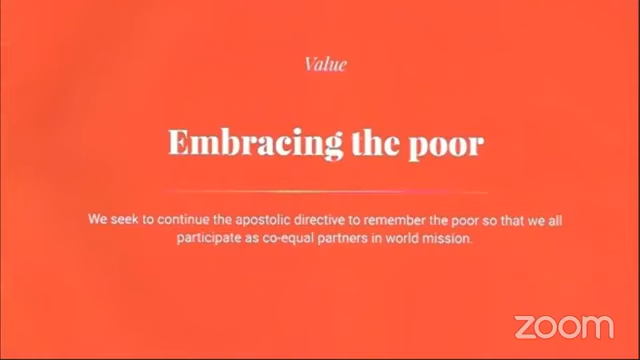 Value
Embracing the poor
We seek to continue the apostolic directive to remember the poor so that we all
participate as co-equal partners in world mission.
zoom